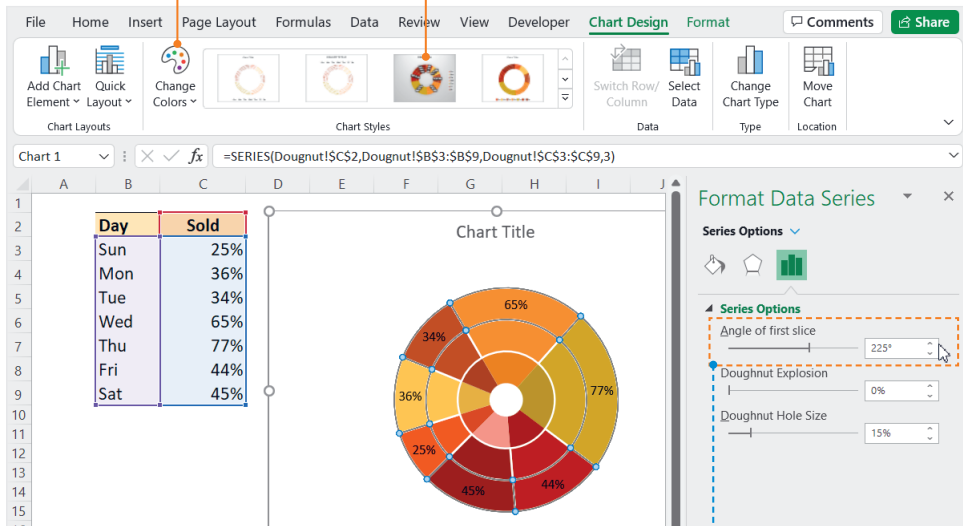 File Home Insert Page Layout Formulas Data Review View Developer Chart Design Format Comments Share
Add Chart Element Quick Layout Change Colors Switch Row/ Column Select Data Change Chart Type Move Chart
Chart Layouts Chart Styles Data Type Location
Chart 1 fx =SERIES(Dougnut!$C$2,Dougnut!$B$3:$B$9,Dougnut!$C$3:$C$9,3)
A B C D E F G H I J
1
2 Day Sold
3 Sun 25%
4 Mon 36%
5 Tue 34%
6 Wed 65%
7 Thu 77%
8 Fri 44%
9 Sat 45%
10
11
12
13
14
15
Chart Title
65%
34%
77%
36%
25%
45%
44%
Format Data Series
Series Options
Series Options
Angle of first slice
225°
Doughnut Explosion
0%
Doughnut Hole Size
15%